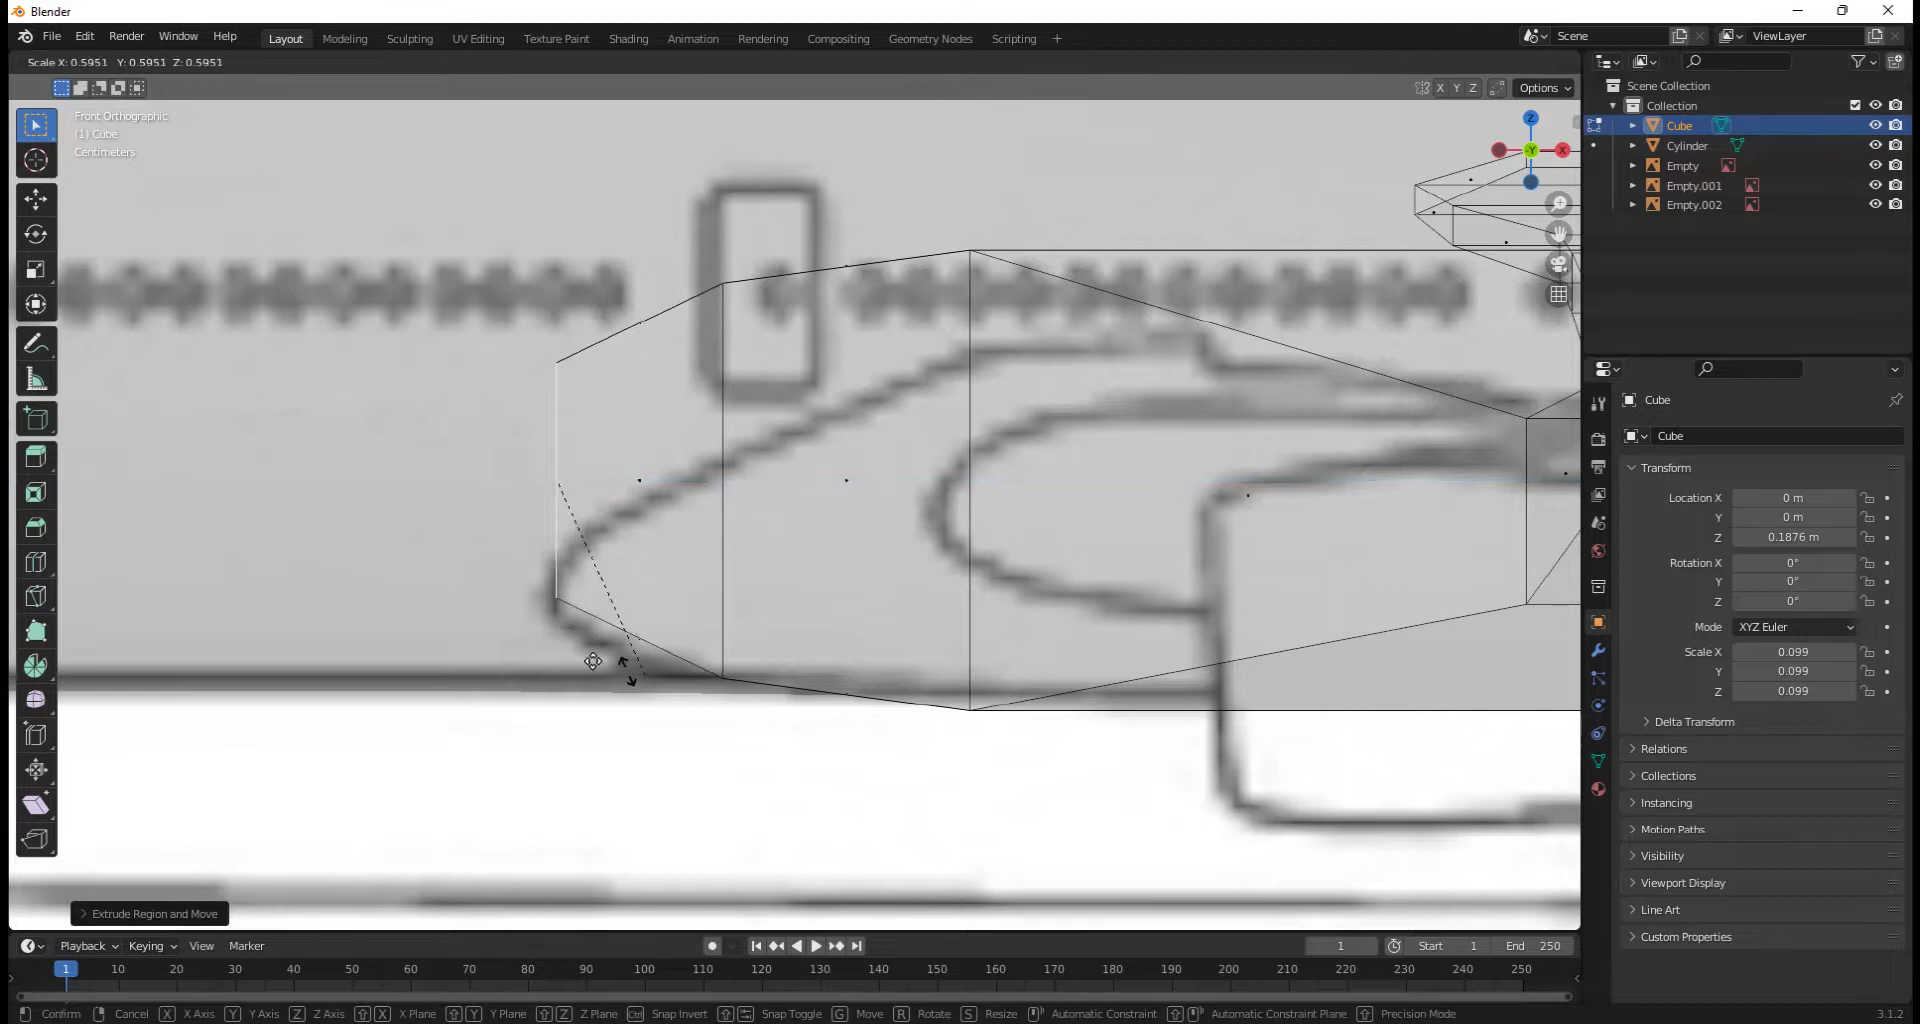 Blender
File Edit Render Window Help Layout Modeling Sculpting UV Editing Texture Paint Shading Animation Rendering Compositing Geometry Nodes Scripting + Scene ViewLayer
Scale X: 0.5951 Y: 0.5951 Z: 0.5951
X Y Z Options
Front Orthographic
(1) Cube
Centimeters
Z
Y X
Scene Collection
Collection
Cube
Cylinder
Empty
Empty.001
Empty.002
Cube
Cube
Transform
Location X 0 m
Y 0 m
Z 0.1876 m
Rotation X 0°
Y 0°
Z 0°
Mode XYZ Euler
Scale X 0.099
Y 0.099
Z 0.099
Delta Transform
Relations
Collections
Instancing
Motion Paths
Visibility
Viewport Display
Line Art
Custom Properties
Extrude Region and Move
Playback Keying View Marker 1 Start 1 End 250
1 10 20 30 40 50 60 70 80 90 100 110 120 130 140 150 160 170 180 190 200 210 220 230 240 250
Confirm Cancel X X Axis Y Y Axis Z Z Axis X X Plane Y Y Plane Z Z Plane Ctrl Snap Invert Snap Toggle G Move R Rotate S Resize Automatic Constraint Automatic Constraint Plane Precision Mode 3.1.2